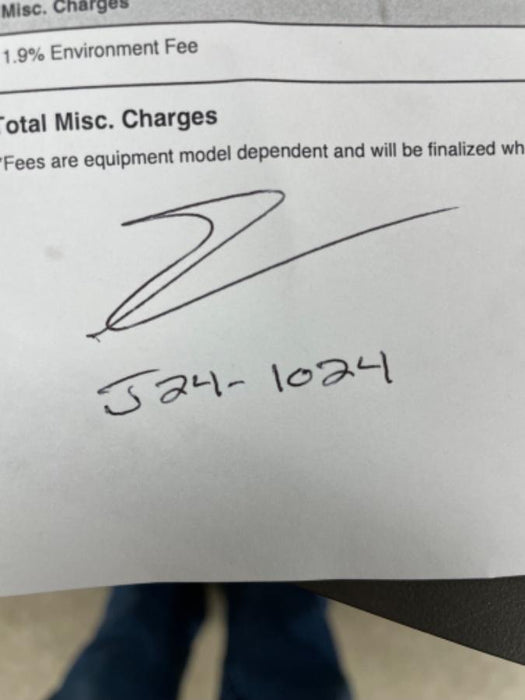 Misc. Charges
1.9% Environment Fee
Total Misc. Charges
*Fees are equipment model dependent and will be finalized wh
J24-1024